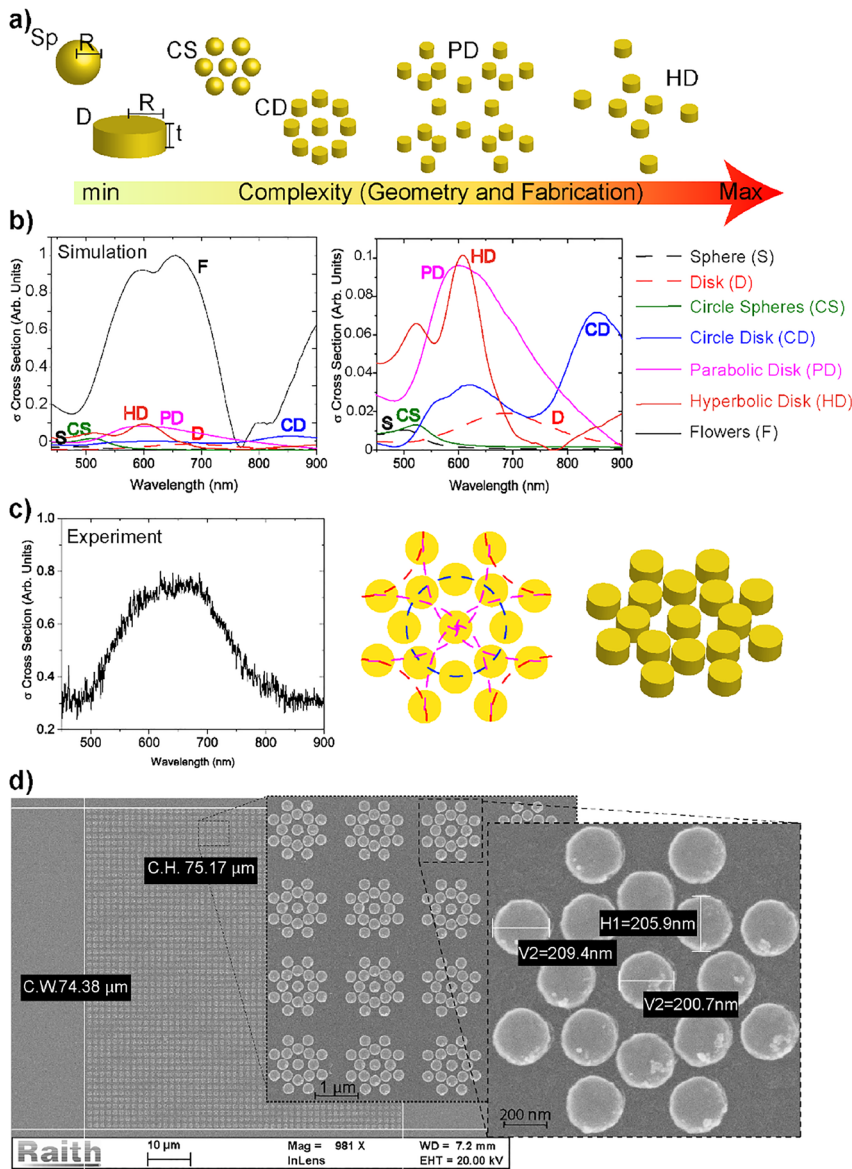 a)
Sp
R
CS
PD
HD
D
R
t
CD
min Complexity (Geometry and Fabrication) Max
b)
Simulation
F
HD
PD
CS
S
D
CD
1
0.8
0.6
0.4
0.2
0
500 600 700 800 900
σ Cross Section (Arb. Units)
Wavelength (nm)
HD
PD
CD
CS
S
D
0.1
0.08
0.06
0.04
0.02
0
500 600 700 800 900
σ Cross Section (Arb. Units)
Wavelength (nm)
Sphere (S)
Disk (D)
Circle Spheres (CS)
Circle Disk (CD)
Parabolic Disk (PD)
Hyperbolic Disk (HD)
Flowers (F)
c)
Experiment
1.0
0.8
0.6
0.4
0.2
500 600 700 800 900
σ Cross Section (Arb. Units)
Wavelength (nm)
d)
C.H. 75.17 µm
C.W.74.38 µm
1 µm
H1=205.9nm
V2=209.4nm
V2=200.7nm
200 nm
Raith
10 µm
Mag = 981 X
WD = 7.2 mm
InLens
EHT = 20.00 kV